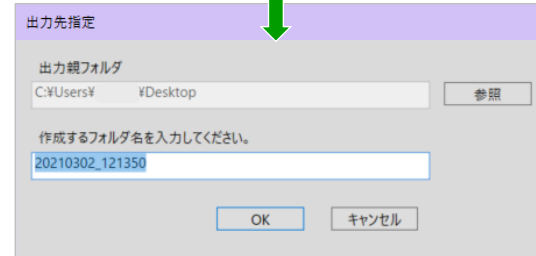 出力先指定
出力親フォルダ
C:¥Users¥ ¥Desktop
参照
作成するフォルダ名を入力してください。
20210302_121350
OK
キャンセル